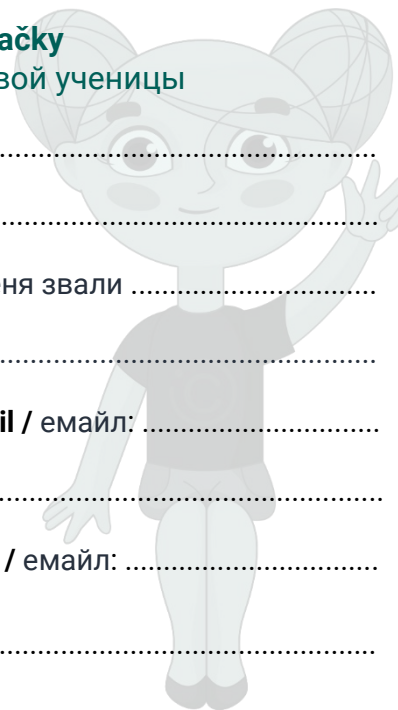 ačky
вой ученицы
........................................................
........................................................
ня звали ....................................
........................................................
il / емайл: ..................................
........................................................
/ емайл: ....................................
........................................................